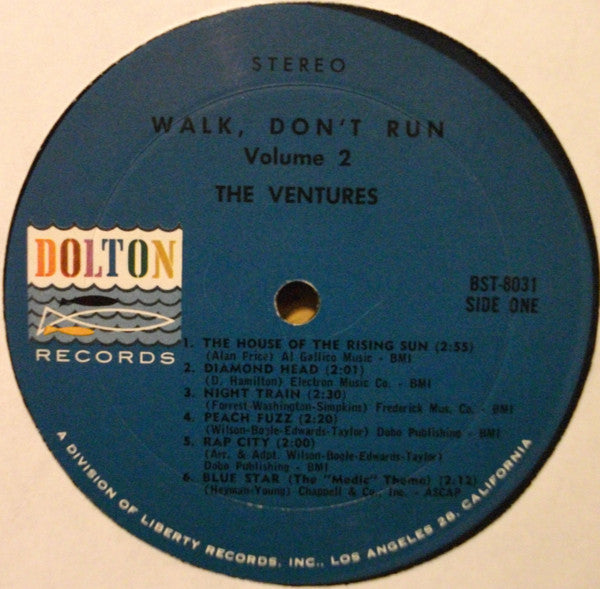 STEREO
WALK, DON'T RUN
Volume 2
THE VENTURES
DOLTON
RECORDS
BST-8031
SIDE ONE
1. THE HOUSE OF THE RISING SUN (2:55)
(Alan Price) Al Gallico Music - BMI
2. DIAMOND HEAD (2:01)
(D. Hamilton) Electron Music Co. - BMI
3. NIGHT TRAIN (2:30)
(Forrest-Washington-Simpkins) Frederick Mus. Co. - BMI
4. PEACH FUZZ (2:20)
(Wilson-Bogle-Edwards-Taylor) Dobo Publishing - BMI
5. RAP CITY (2:00)
(Arr. & Adpt. Wilson-Bogle-Edwards-Taylor)
Dobo Publishing - BMI
6. BLUE STAR (The "Medic" Theme) (2:12)
(Heyman-Young) Chappell & Co., Inc. - ASCAP
A DIVISION OF LIBERTY RECORDS, INC., LOS ANGELES 28, CALIFORNIA